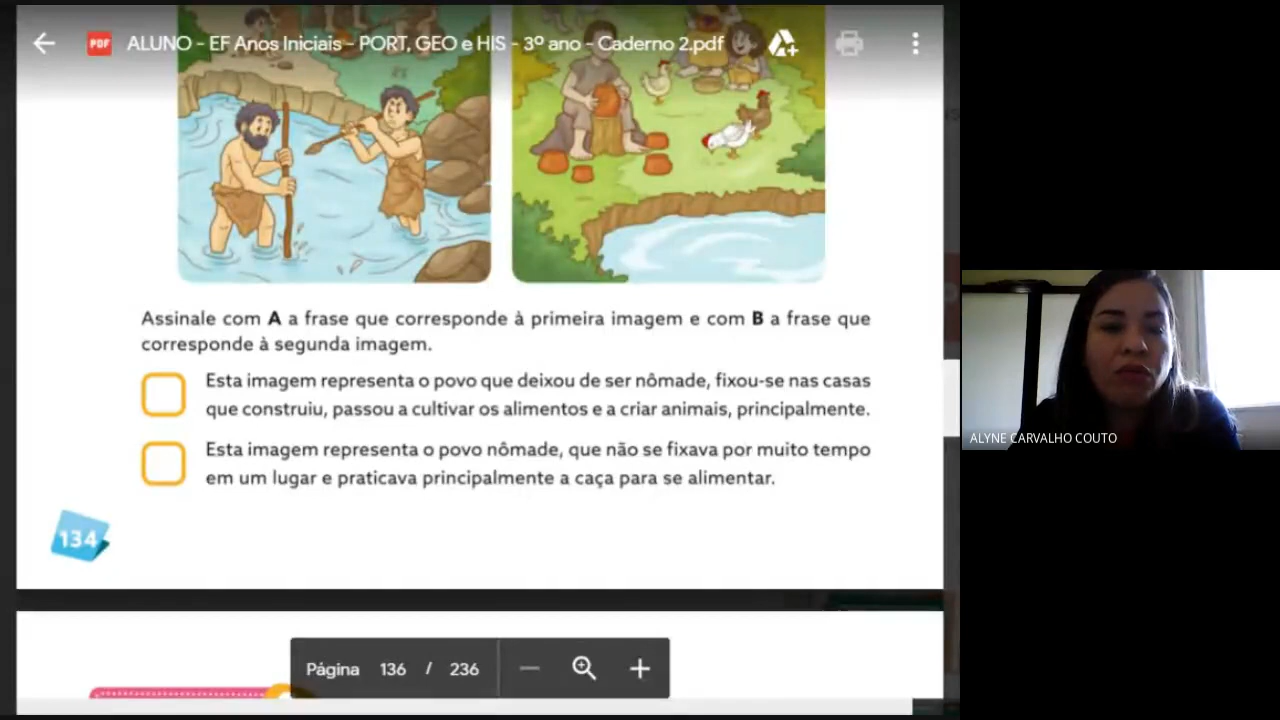 PDF ALUNO - EF Anos Iniciais - PORT, GEO e HIS - 3º ano - Caderno 2.pdf
Assinale com A a frase que corresponde à primeira imagem e com B a frase que
corresponde à segunda imagem.
Esta imagem representa o povo que deixou de ser nômade, fixou-se nas casas
que construiu, passou a cultivar os alimentos e a criar animais, principalmente.
Esta imagem representa o povo nômade, que não se fixava por muito tempo
em um lugar e praticava principalmente a caça para se alimentar.
134
Página 136 / 236
ALYNE CARVALHO COUTO